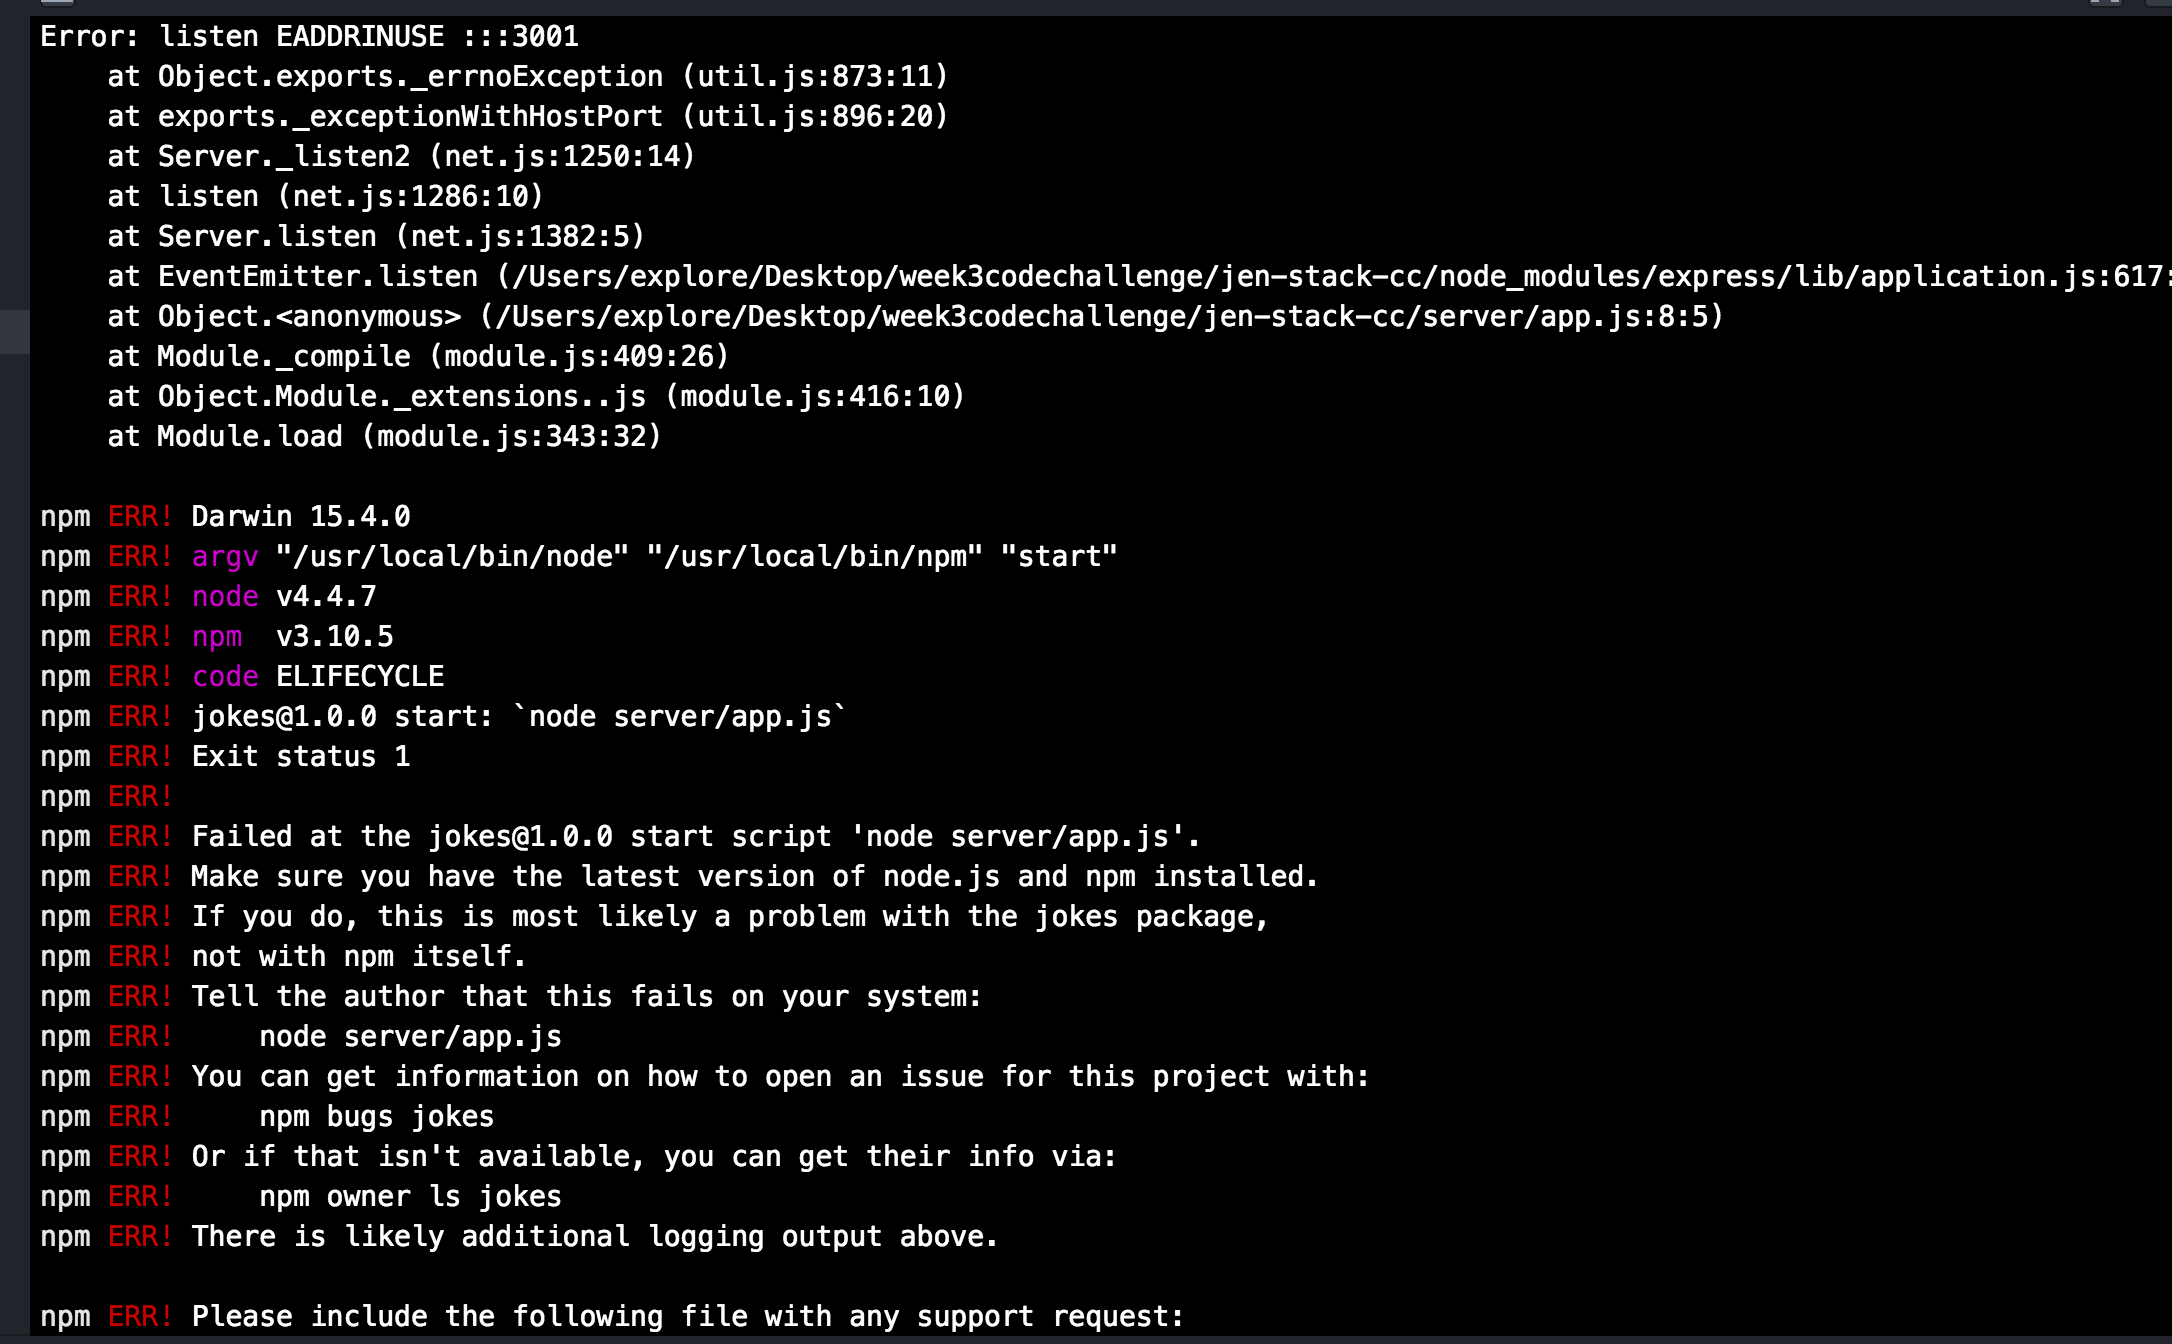 Error: listen EADDRINUSE :::3001
    at Object.exports._errnoException (util.js:873:11)
    at exports._exceptionWithHostPort (util.js:896:20)
    at Server._listen2 (net.js:1250:14)
    at listen (net.js:1286:10)
    at Server.listen (net.js:1382:5)
    at EventEmitter.listen (/Users/explore/Desktop/week3codechallenge/jen-stack-cc/node_modules/express/lib/application.js:617:
    at Object.<anonymous> (/Users/explore/Desktop/week3codechallenge/jen-stack-cc/server/app.js:8:5)
    at Module._compile (module.js:409:26)
    at Object.Module._extensions..js (module.js:416:10)
    at Module.load (module.js:343:32)

npm ERR! Darwin 15.4.0
npm ERR! argv "/usr/local/bin/node" "/usr/local/bin/npm" "start"
npm ERR! node v4.4.7
npm ERR! npm  v3.10.5
npm ERR! code ELIFECYCLE
npm ERR! jokes@1.0.0 start: `node server/app.js`
npm ERR! Exit status 1
npm ERR!
npm ERR! Failed at the jokes@1.0.0 start script 'node server/app.js'.
npm ERR! Make sure you have the latest version of node.js and npm installed.
npm ERR! If you do, this is most likely a problem with the jokes package,
npm ERR! not with npm itself.
npm ERR! Tell the author that this fails on your system:
npm ERR!     node server/app.js
npm ERR! You can get information on how to open an issue for this project with:
npm ERR!     npm bugs jokes
npm ERR! Or if that isn't available, you can get their info via:
npm ERR!     npm owner ls jokes
npm ERR! There is likely additional logging output above.

npm ERR! Please include the following file with any support request: